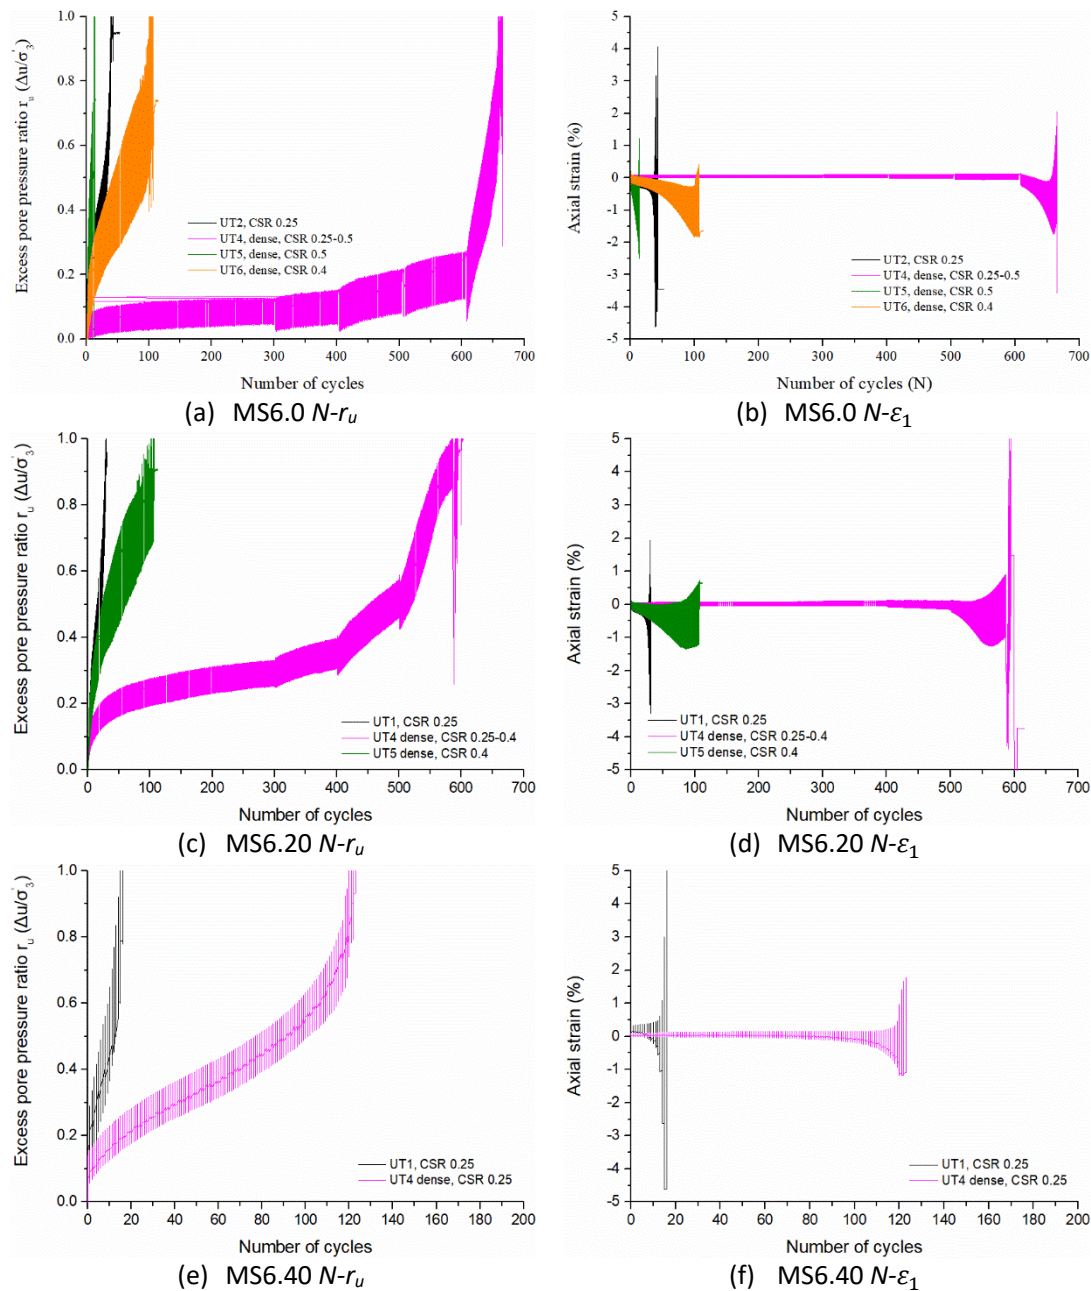 Excess pore pressure ratio r_u (Δu/σ'_3)
1.0
0.8
0.6
0.4
0.2
0.0
UT2, CSR 0.25
UT4, dense, CSR 0.25-0.5
UT5, dense, CSR 0.5
UT6, dense, CSR 0.4
0 100 200 300 400 500 600 700
Number of cycles
(a) MS6.0 N-r_u
Axial strain (%)
5
4
3
2
1
0
-1
-2
-3
-4
-5
UT2, CSR 0.25
UT4, dense, CSR 0.25-0.5
UT5, dense, CSR 0.5
UT6, dense, CSR 0.4
0 100 200 300 400 500 600 700
Number of cycles (N)
(b) MS6.0 N-ε₁
Excess pore pressure ratio r_u (Δu/σ'_3)
1.0
0.8
0.6
0.4
0.2
0.0
UT1, CSR 0.25
UT4 dense, CSR 0.25-0.4
UT5 dense, CSR 0.4
0 100 200 300 400 500 600 700
Number of cycles
(c) MS6.20 N-r_u
Axial strain (%)
5
4
3
2
1
0
-1
-2
-3
-4
-5
UT1, CSR 0.25
UT4 dense, CSR 0.25-0.4
UT5 dense, CSR 0.4
0 100 200 300 400 500 600 700
Number of cycles
(d) MS6.20 N-ε₁
Excess pore pressure ratio r_u (Δu/σ'_3)
1.0
0.8
0.6
0.4
0.2
0.0
UT1, CSR 0.25
UT4 dense, CSR 0.25
0 20 40 60 80 100 120 140 160 180 200
Number of cycles
(e) MS6.40 N-r_u
Axial strain (%)
5
4
3
2
1
0
-1
-2
-3
-4
-5
UT1, CSR 0.25
UT4 dense, CSR 0.25
0 20 40 60 80 100 120 140 160 180 200
Number of cycles
(f) MS6.40 N-ε₁